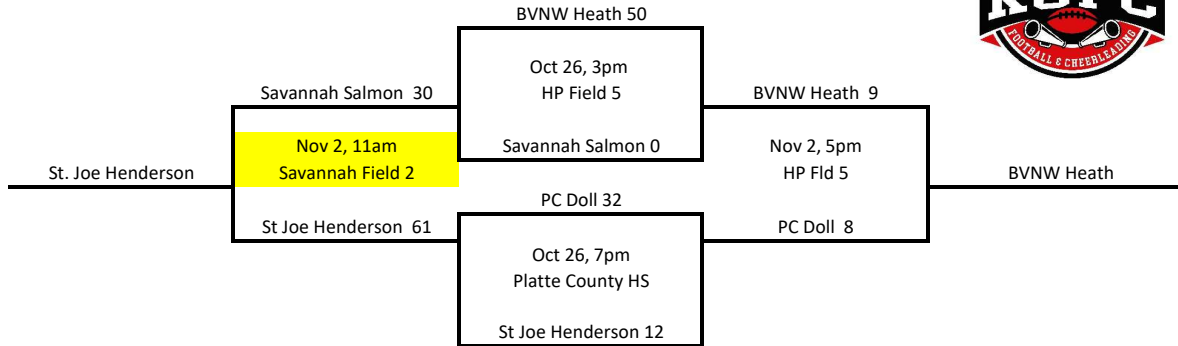 BVNW Heath 50
FOOTBALL & CHEERLEADING
Oct 26, 3pm
HP Field 5
Savannah Salmon 30
BVNW Heath 9
Nov 2, 11am
Savannah Field 2
Savannah Salmon 0
Nov 2, 5pm
HP Fld 5
St. Joe Henderson
BVNW Heath
PC Doll 32
St Joe Henderson 61
PC Doll 8
Oct 26, 7pm
Platte County HS
St Joe Henderson 12